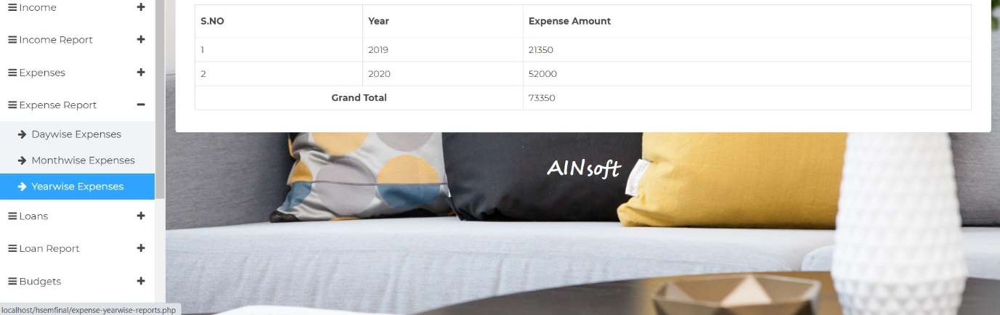 Income
Income Report
Expenses
Expense Report
Daywise Expenses
Monthwise Expenses
Yearwise Expenses
Loans
Loan Report
Budgets
localhost/hsemfinal/expense-yearwise-reports.php
S.NO Year Expense Amount
1 2019 21350
2 2020 52000
Grand Total 73350
AINsoft